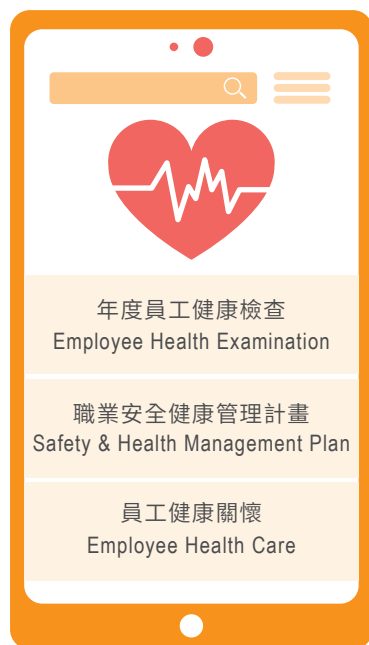 年度員工健康檢查
Employee Health Examination
職業安全健康管理計畫
Safety & Health Management Plan
員工健康關懷
Employee Health Care